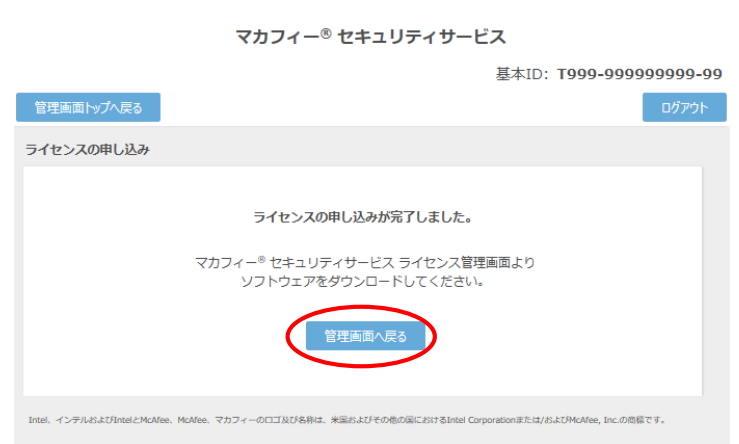 マカフィー® セキュリティサービス
基本ID：T999-999999999-99
管理画面トップへ戻る
ログアウト
ライセンスの申し込み
ライセンスの申し込みが完了しました。
マカフィー® セキュリティサービス ライセンス管理画面より
ソフトウェアをダウンロードしてください。
管理画面へ戻る
Intel、インテルおよびIntelとMcAfee、McAfee、マカフィーのロゴ及び名称は、米国およびその他の国におけるIntel Corporationまたは/およびMcAfee, Inc.の商標です。